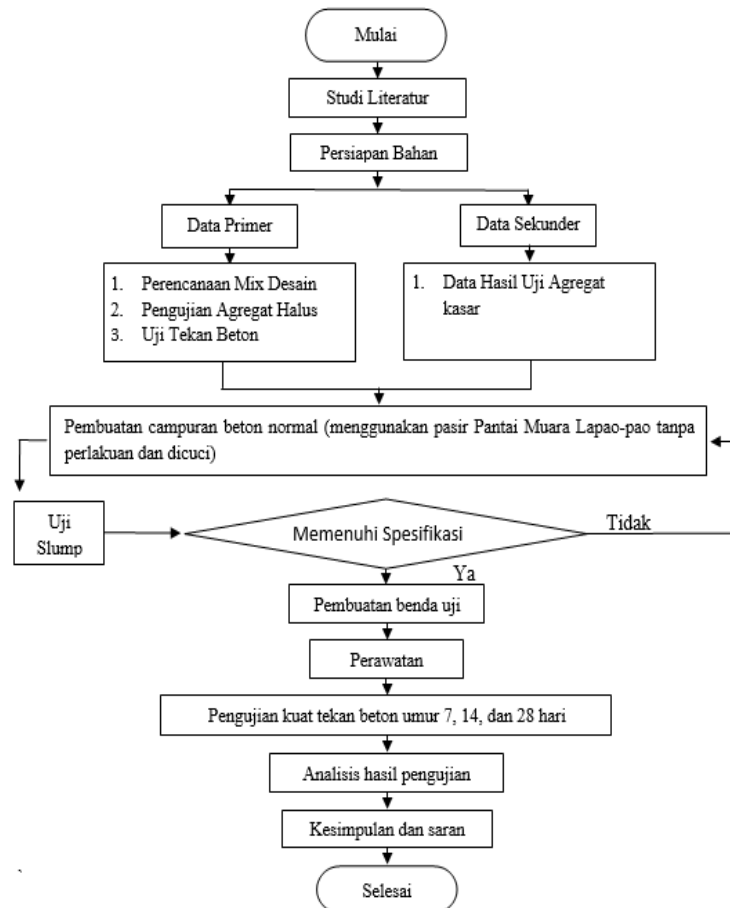 Mulai
Studi Literatur
Persiapan Bahan
Data Primer
Data Sekunder
1. Perencanaan Mix Desain
2. Pengujian Agregat Halus
3. Uji Tekan Beton
1. Data Hasil Uji Agregat
kasar
Pembuatan campuran beton normal (menggunakan pasir Pantai Muara Lapao-pao tanpa
perlakuan dan dicuci)
Uji
Slump
Memenuhi Spesifikasi
Tidak
Ya
Pembuatan benda uji
Perawatan
Pengujian kuat tekan beton umur 7, 14, dan 28 hari
Analisis hasil pengujian
Kesimpulan dan saran
Selesai